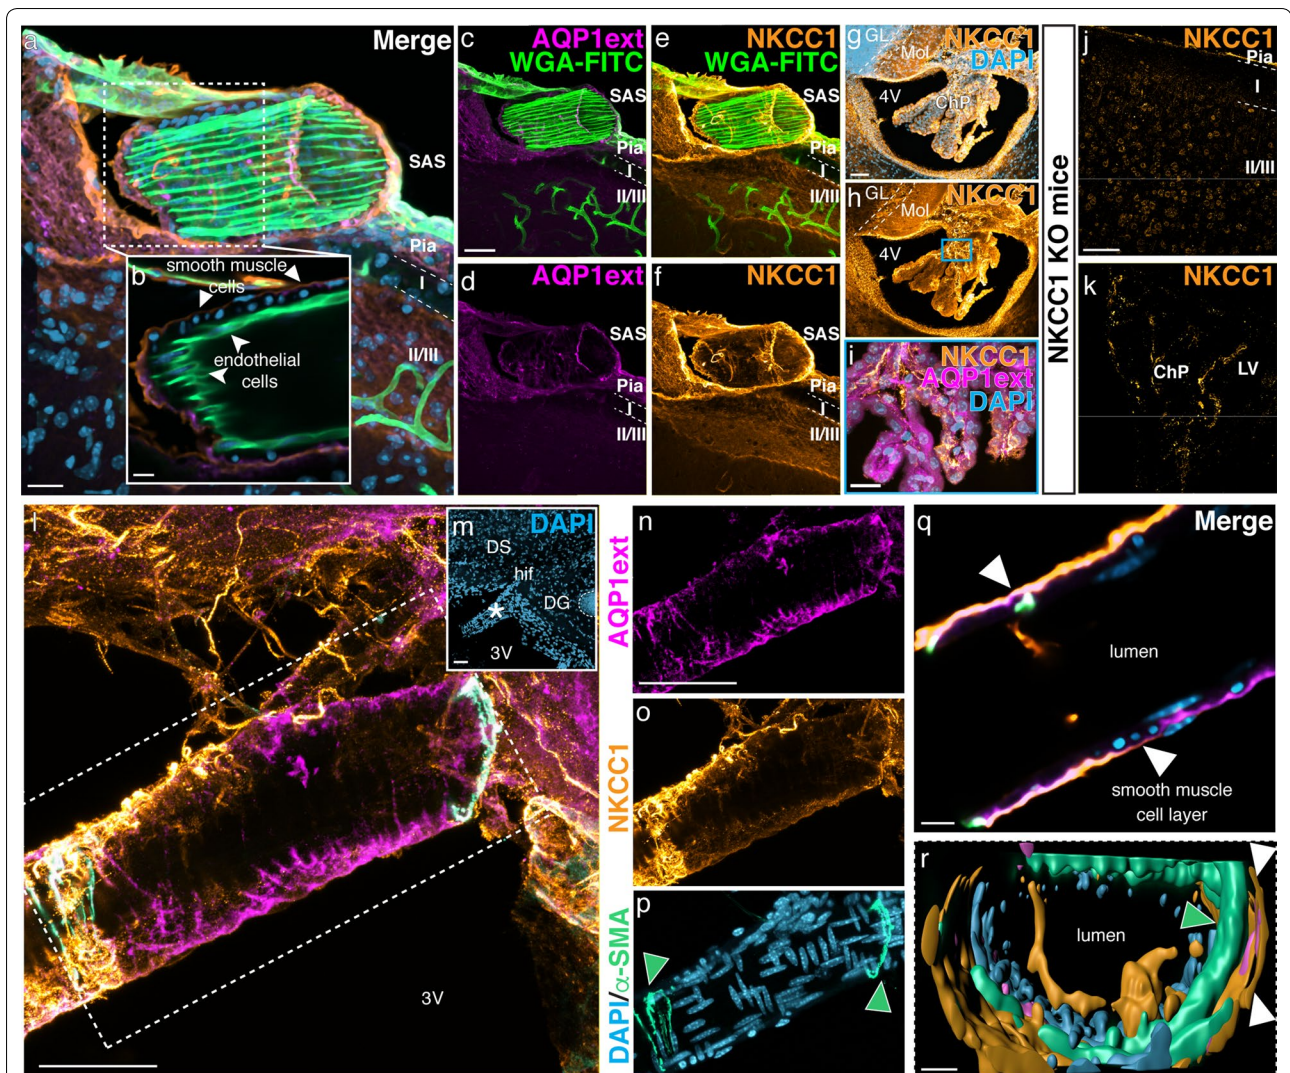 a
Merge
SAS
Pia
I
II/III
b
smooth muscle
cells
endothelial
cells
c
AQP1ext
WGA-FITC
SAS
Pia
I
II/III
d
AQP1ext
SAS
Pia
I
II/III
e
NKCC1
WGA-FITC
SAS
Pia
I
II/III
f
NKCC1
SAS
Pia
I
II/III
g
GL
Mol
NKCC1
DAPI
4V
ChP
h
GL
Mol
NKCC1
4V
i
NKCC1
AQP1ext
DAPI
NKCC1 KO mice
j
NKCC1
Pia
I
II/III
k
NKCC1
ChP
LV
l
3V
m
DAPI
DS
hif
DG
*
3V
n
AQP1ext
o
NKCC1
p
DAPI/α-SMA
q
Merge
lumen
smooth muscle
cell layer
r
lumen